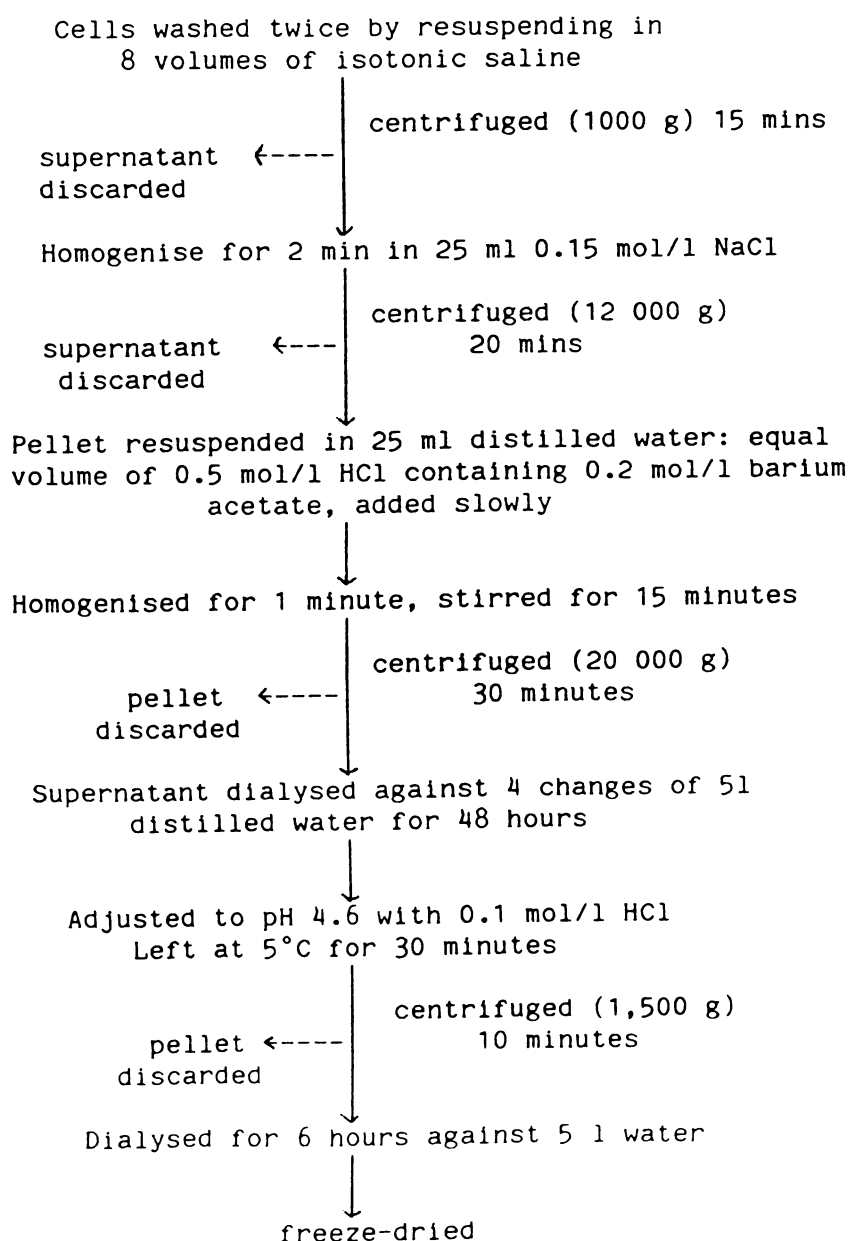 Cells washed twice by resuspending in
8 volumes of isotonic saline
centrifuged (1000 g) 15 mins
supernatant
discarded
Homogenise for 2 min in 25 ml 0.15 mol/l NaCl
centrifuged (12 000 g)
20 mins
supernatant
discarded
Pellet resuspended in 25 ml distilled water: equal
volume of 0.5 mol/l HCl containing 0.2 mol/l barium
acetate, added slowly
Homogenised for 1 minute, stirred for 15 minutes
centrifuged (20 000 g)
30 minutes
pellet
discarded
Supernatant dialysed against 4 changes of 5l
distilled water for 48 hours
Adjusted to pH 4.6 with 0.1 mol/l HCl
Left at 5°C for 30 minutes
centrifuged (1,500 g)
10 minutes
pellet
discarded
Dialysed for 6 hours against 5 l water
freeze-dried